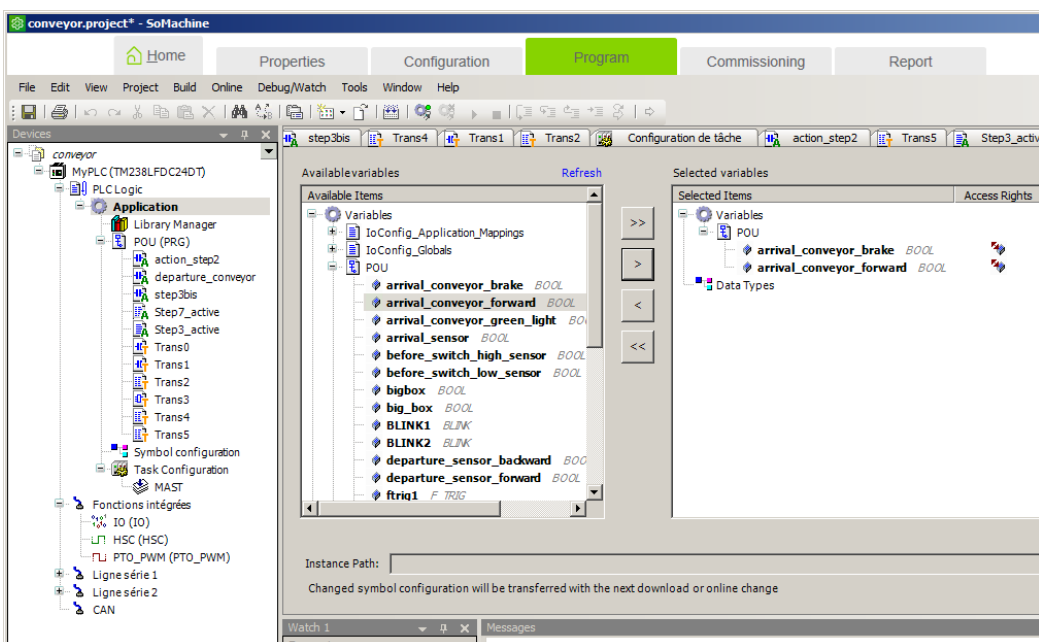 conveyor.project* - SoMachine
Home
Properties
Configuration
Program
Commissioning
Report
File Edit View Project Build Online Debug/Watch Tools Window Help
Devices
conveyor
MyPLC (TM238LFDC24DT)
PLC Logic
Application
Library Manager
POU (PRG)
action_step2
departure_conveyor
step3bis
Step7_active
Step3_active
Trans0
Trans1
Trans2
Trans3
Trans4
Trans5
Symbol configuration
Task Configuration
MAST
Fonctions intégrées
IO (IO)
HSC (HSC)
PTO_PWM (PTO_PWM)
Ligne série 1
Ligne série 2
CAN
step3bis Trans4 Trans1 Trans2 Configuration de tâche action_step2 Trans5 Step3_activ
Available variables Refresh
Available Items
Variables
IoConfig_Application_Mappings
IoConfig_Globals
POU
arrival_conveyor_brake BOOL
arrival_conveyor_forward BOOL
arrival_conveyor_green_light BO
arrival_sensor BOOL
before_switch_high_sensor BOOL
before_switch_low_sensor BOOL
bigbox BOOL
big_box BOOL
BLINK1 BLINK
BLINK2 BLINK
departure_sensor_backward BOO
departure_sensor_forward BOOL
ftrig1 F_TRIG
>>
>
<
<<
Selected variables
Selected Items Access Rights
Variables
POU
arrival_conveyor_brake BOOL
arrival_conveyor_forward BOOL
Data Types
Instance Path:
Changed symbol configuration will be transferred with the next download or online change
Watch 1
Messages